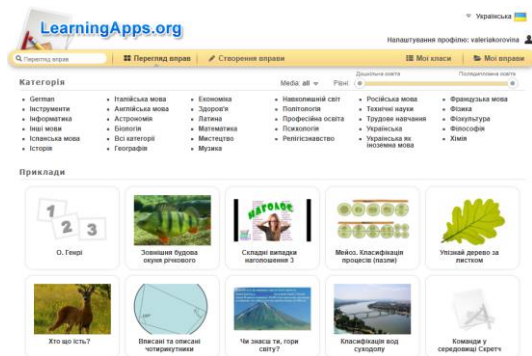 LearningApps.org
Українська
Налаштування профілю: valeriakorovina
Перегляд вправ
Перегляд вправ
Створення вправи
Мої класи
Мої вправи
Категорія
Media: all
Рівні:
Дошкільна освіта
Післядипломна освіта
German
Інструменти
Інформатика
Інші мови
Іспанська мова
Історія
Італійська мова
Англійська мова
Астрономія
Біологія
Всі категорії
Географія
Економіка
Здоров'я
Латина
Математика
Мистецтво
Музика
Навколишній світ
Політологія
Професійна освіта
Психологія
Релігієзнавство
Російська мова
Технічні науки
Трудове навчання
Українська
Українська як
іноземна мова
Французька мова
Фізика
Фізкультура
Філософія
Хімія
Приклади
1
2
3
НАГОЛОС
О. Генрі
Зовнішня будова
окуня річкового
Складні випадки
наголошення 3
Мейоз. Класифікація
процесів (пазли)
Упізнай дерево за
листком
Хто що їсть?
Вписані та описані
чотирикутники
Чи знаєш ти, гори
світу?
Класифікація вод
суходолу
Команди у
середовищі Скретч